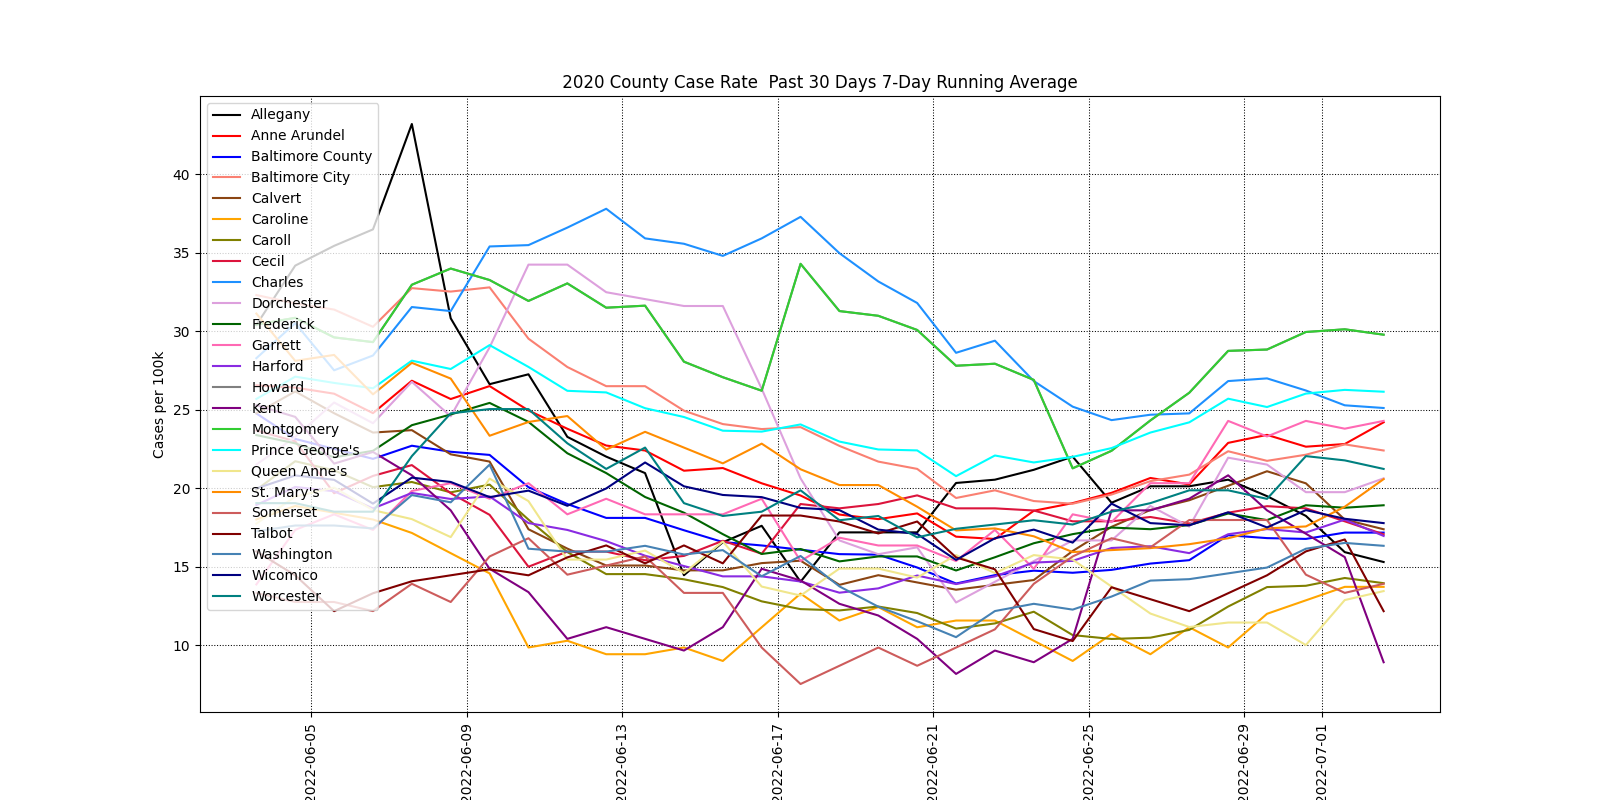 2020 County Case Rate  Past 30 Days 7-Day Running Average
Cases per 100k
40
35
30
25
20
15
10
Allegany
Anne Arundel
Baltimore County
Baltimore City
Calvert
Caroline
Caroll
Cecil
Charles
Dorchester
Frederick
Garrett
Harford
Howard
Kent
Montgomery
Prince George's
Queen Anne's
St. Mary's
Somerset
Talbot
Washington
Wicomico
Worcester
2022-06-05
2022-06-09
2022-06-13
2022-06-17
2022-06-21
2022-06-25
2022-06-29
2022-07-01